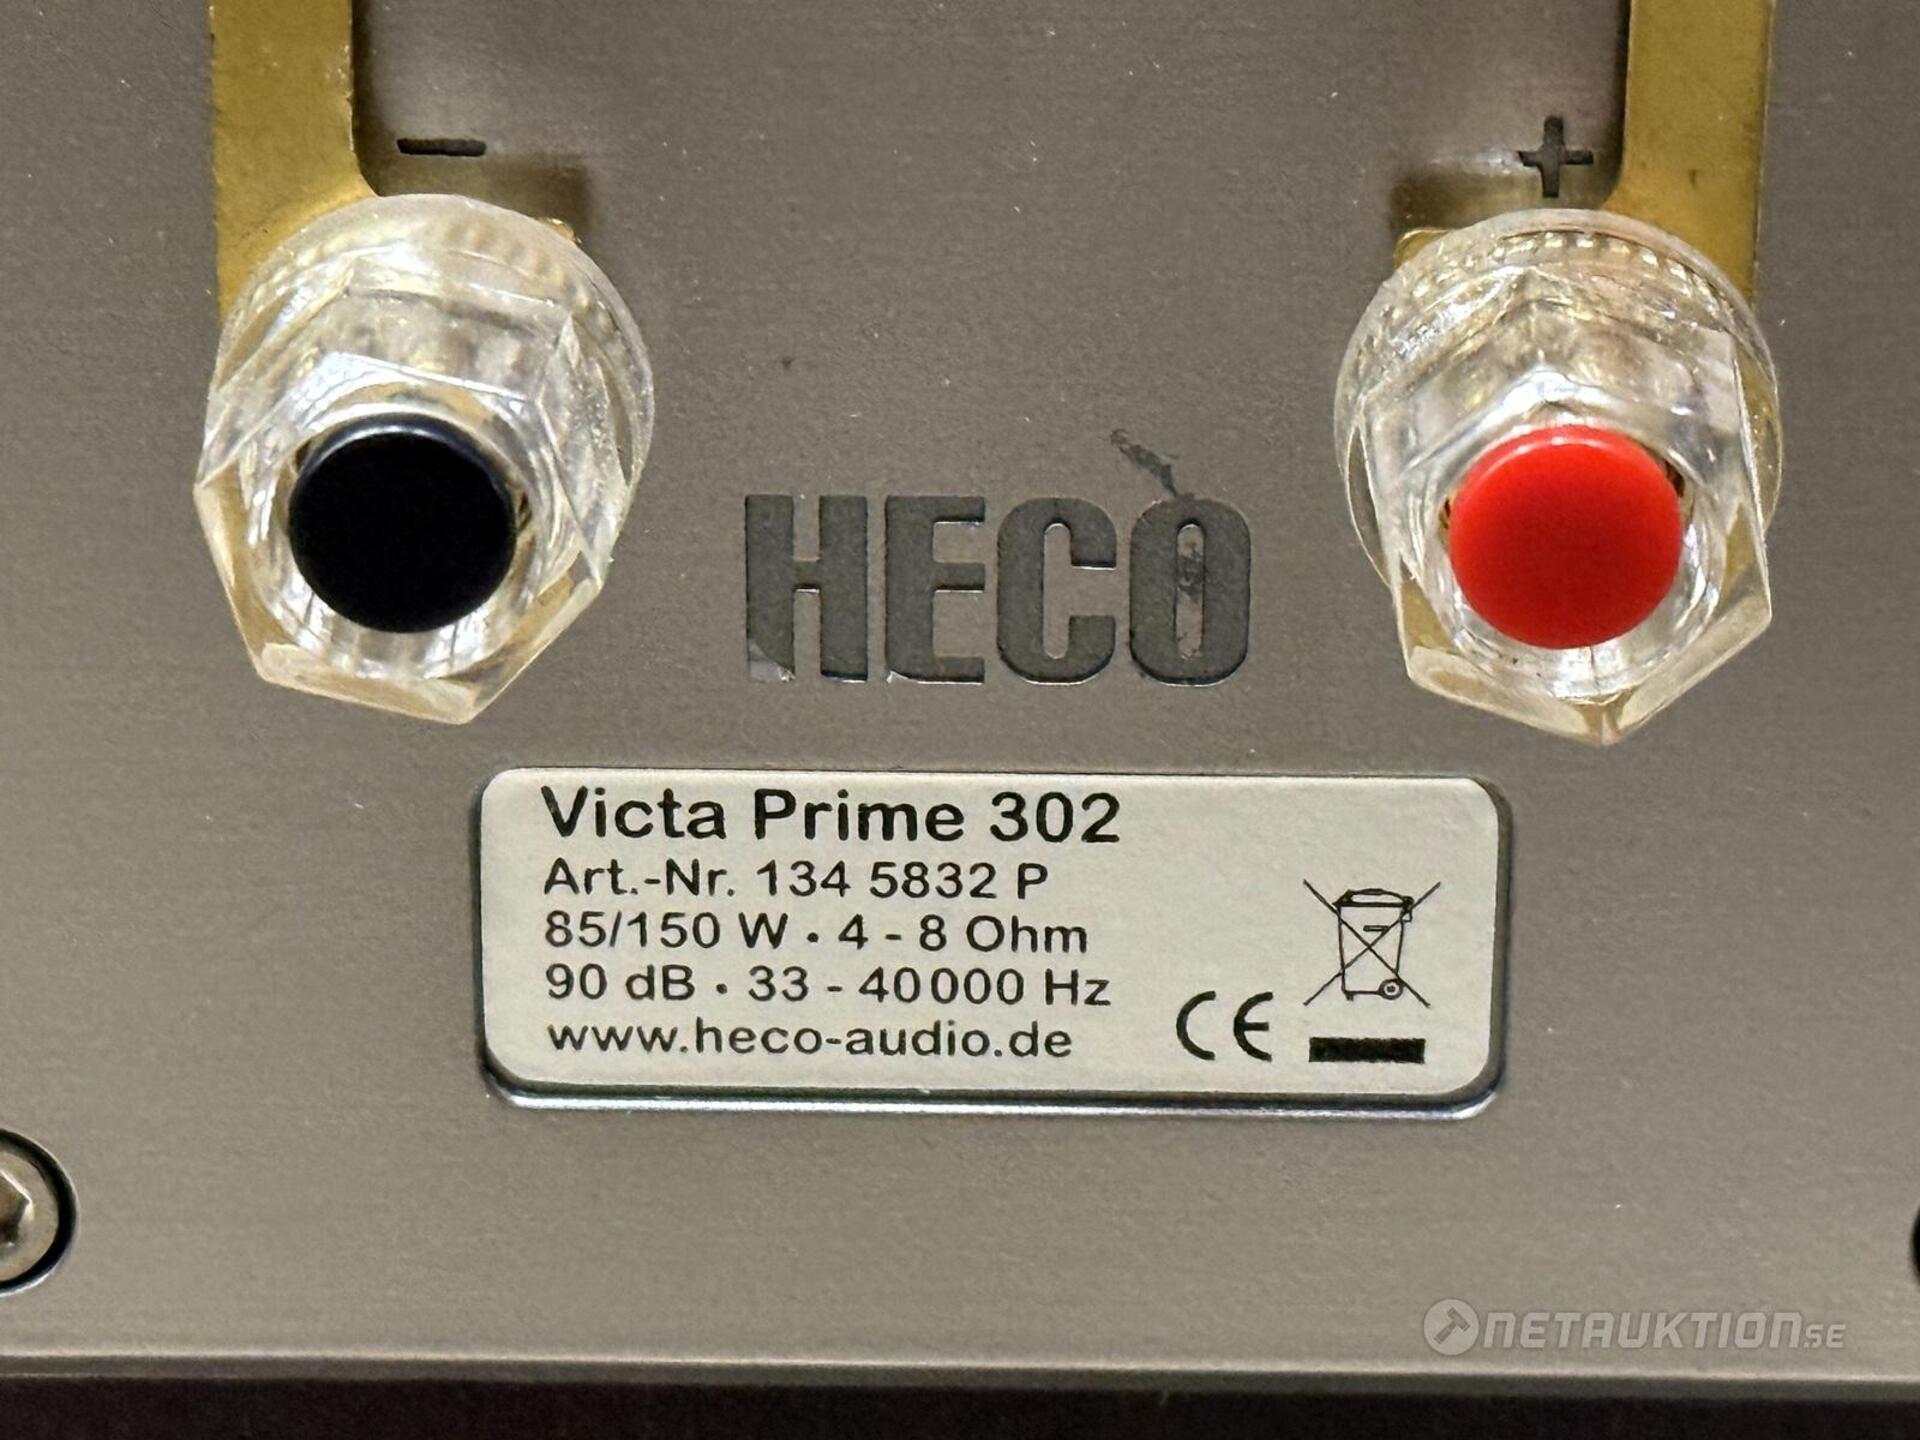 -
+
HECO
Victa Prime 302
Art.-Nr. 134 5832 P
85/150 W • 4 - 8 Ohm
90 dB • 33 - 40000 Hz
www.heco-audio.de
CE
NETAUKTION.SE